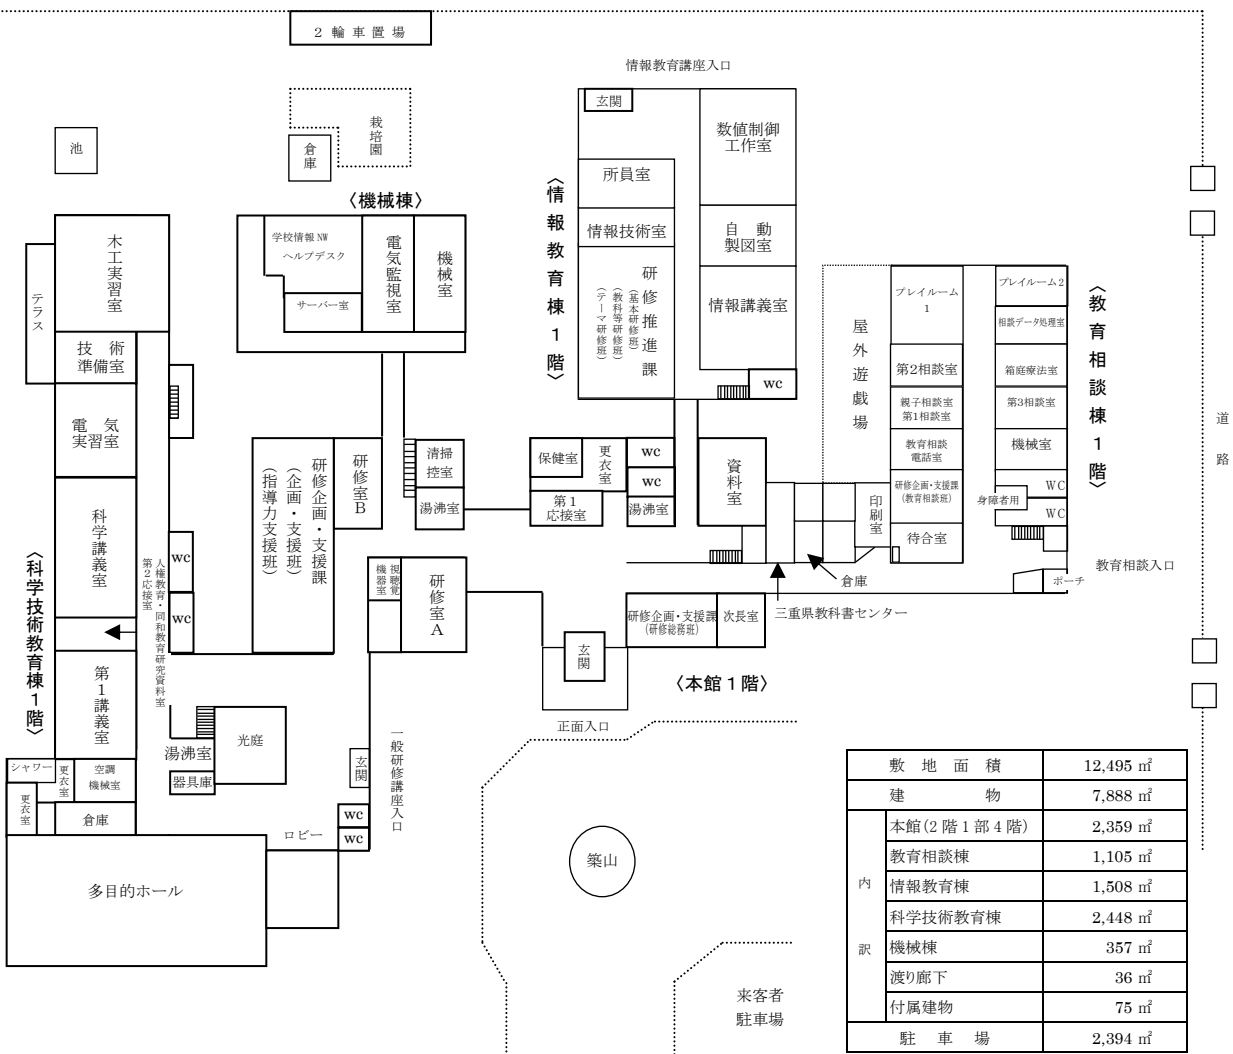 2 輪 車 置 場
情報教育講座入口
玄関
数値制御
工作室
栽培園
池
倉庫
〈機械棟〉
〈情報教育棟1階〉
所員室
情報技術室
自 動
製図室
研修推進課
(基本研修班)
(教科等研修班)
(テーマ研修班)
情報講義室
wc
木工実習室
テラス
技 術
準備室
電 気
実習室
科学講義室
第1講義室
〈科学技術教育棟1階〉
学校情報 NW
ヘルプデスク
サーバー室
電気監視室
機械室
屋外遊戯場
プレイルーム
1
プレイルーム2
相談データ処理室
第2相談室
箱庭療法室
親子相談室
第1相談室
第3相談室
教育相談
電話室
機械室
研修企画・支援課
(教育相談班)
WC
身障者用
WC
待合室
〈教育相談棟1階〉
道路
教育相談入口
ポーチ
研修企画・支援課
(企画・支援班)
(指導力支援班)
研修室B
清掃
控室
湯沸室
保健室
更衣室
wc
wc
第1
応接室
湯沸室
資料室
印刷室
倉庫
三重県教科書センター
wc
wc
人権教育・同和教育研究資料室
第2応接室
視聴覚
機器室
研修室A
研修企画・支援課
(研修総務班)
次長室
玄関
〈本館1階〉
正面入口
湯沸室
光庭
器具庫
一般研修講座入口
玄関
シャワー
更衣室
空調
機械室
更衣室
倉庫
ロビー
wc
wc
多目的ホール
築山
来客者
駐車場
敷 地 面 積 12,495 ㎡
建 物 7,888 ㎡
内訳
本館(2階1部4階) 2,359 ㎡
教育相談棟 1,105 ㎡
情報教育棟 1,508 ㎡
科学技術教育棟 2,448 ㎡
機械棟 357 ㎡
渡り廊下 36 ㎡
付属建物 75 ㎡
駐 車 場 2,394 ㎡